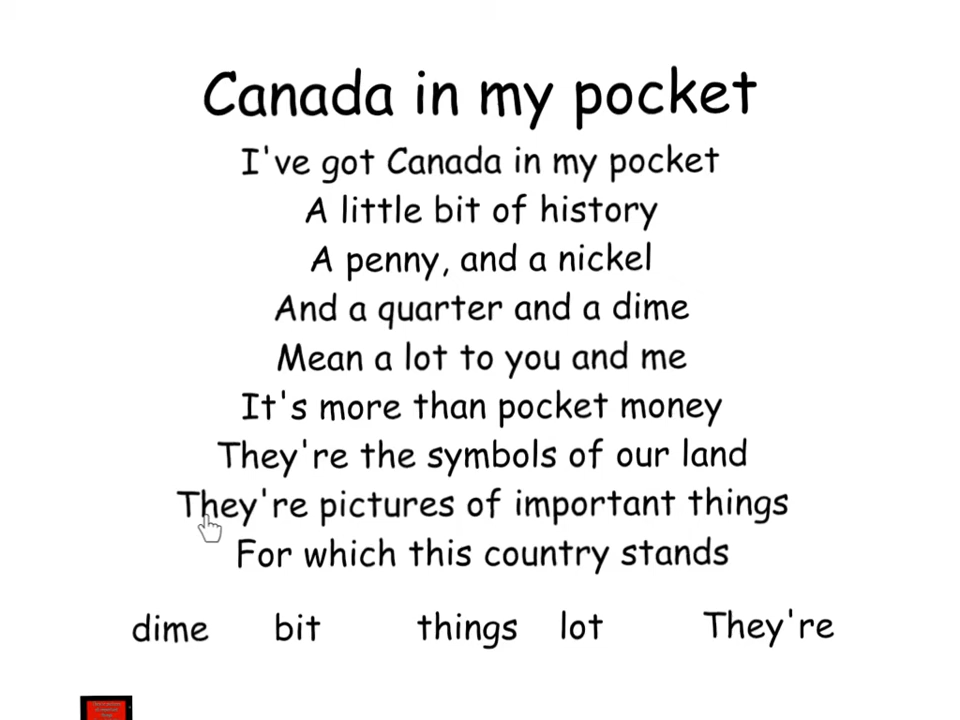 Canada in my pocket
I've got Canada in my pocket
A little bit of history
A penny, and a nickel
And a quarter and a dime
Mean a lot to you and me
It's more than pocket money
They're the symbols of our land
They're pictures of important things
For which this country stands
dime bit things lot They're